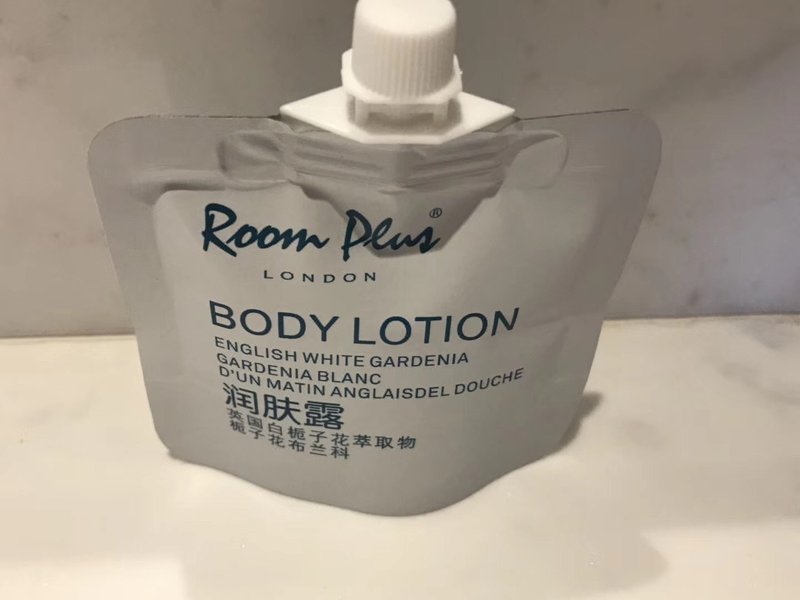 Room Plus®
LONDON
BODY LOTION
ENGLISH WHITE GARDENIA
GARDENIA BLANC
D'UN MATIN ANGLAISDEL DOUCHE
润肤露
英国白栀子花萃取物
栀子花布兰科